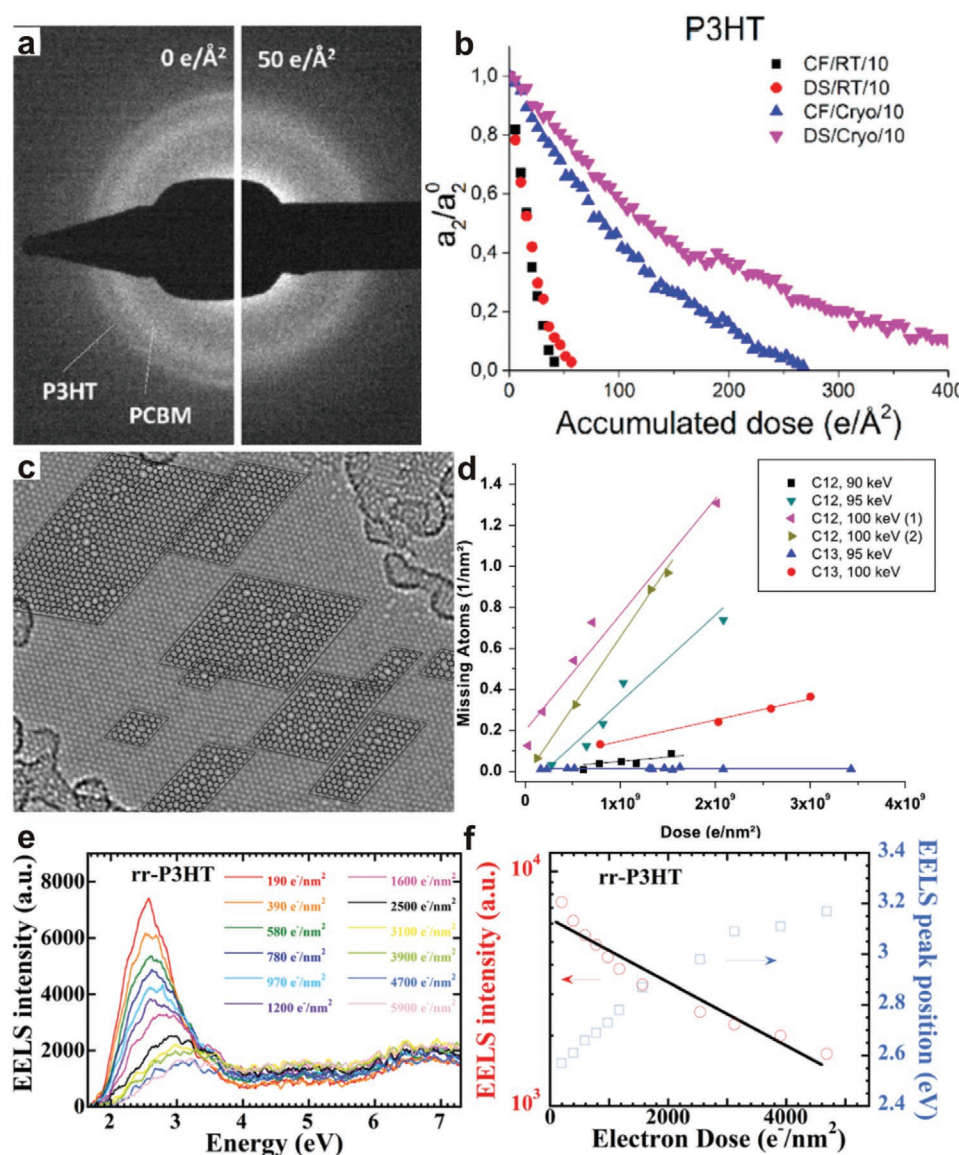 a
0 e/Å²
50 e/Å²
P3HT
PCBM
b
P3HT
CF/RT/10
DS/RT/10
CF/Cryo/10
DS/Cryo/10
1,0
0,8
0,6
0,4
0,2
0,0
a₂/a₂⁰
0
100
200
300
400
Accumulated dose (e/Å²)
c
d
C12, 90 keV
C12, 95 keV
C12, 100 keV (1)
C12, 100 keV (2)
C13, 95 keV
C13, 100 keV
1.4
1.2
1.0
0.8
0.6
0.4
0.2
0.0
Missing Atoms (1/nm²)
0
1x10⁹
2x10⁹
3x10⁹
4x10⁹
Dose (e/nm²)
e
rr-P3HT
190 e⁻/nm²
390 e⁻/nm²
580 e⁻/nm²
780 e⁻/nm²
970 e⁻/nm²
1200 e⁻/nm²
1600 e⁻/nm²
2500 e⁻/nm²
3100 e⁻/nm²
3900 e⁻/nm²
4700 e⁻/nm²
5900 e⁻/nm²
8000
6000
4000
2000
0
EELS intensity (a.u.)
2
3
4
5
6
7
Energy (eV)
f
rr-P3HT
10⁴
10³
EELS intensity (a.u.)
3.4
3.2
3
2.8
2.6
2.4
EELS peak position (eV)
0
2000
4000
Electron Dose (e⁻/nm²)